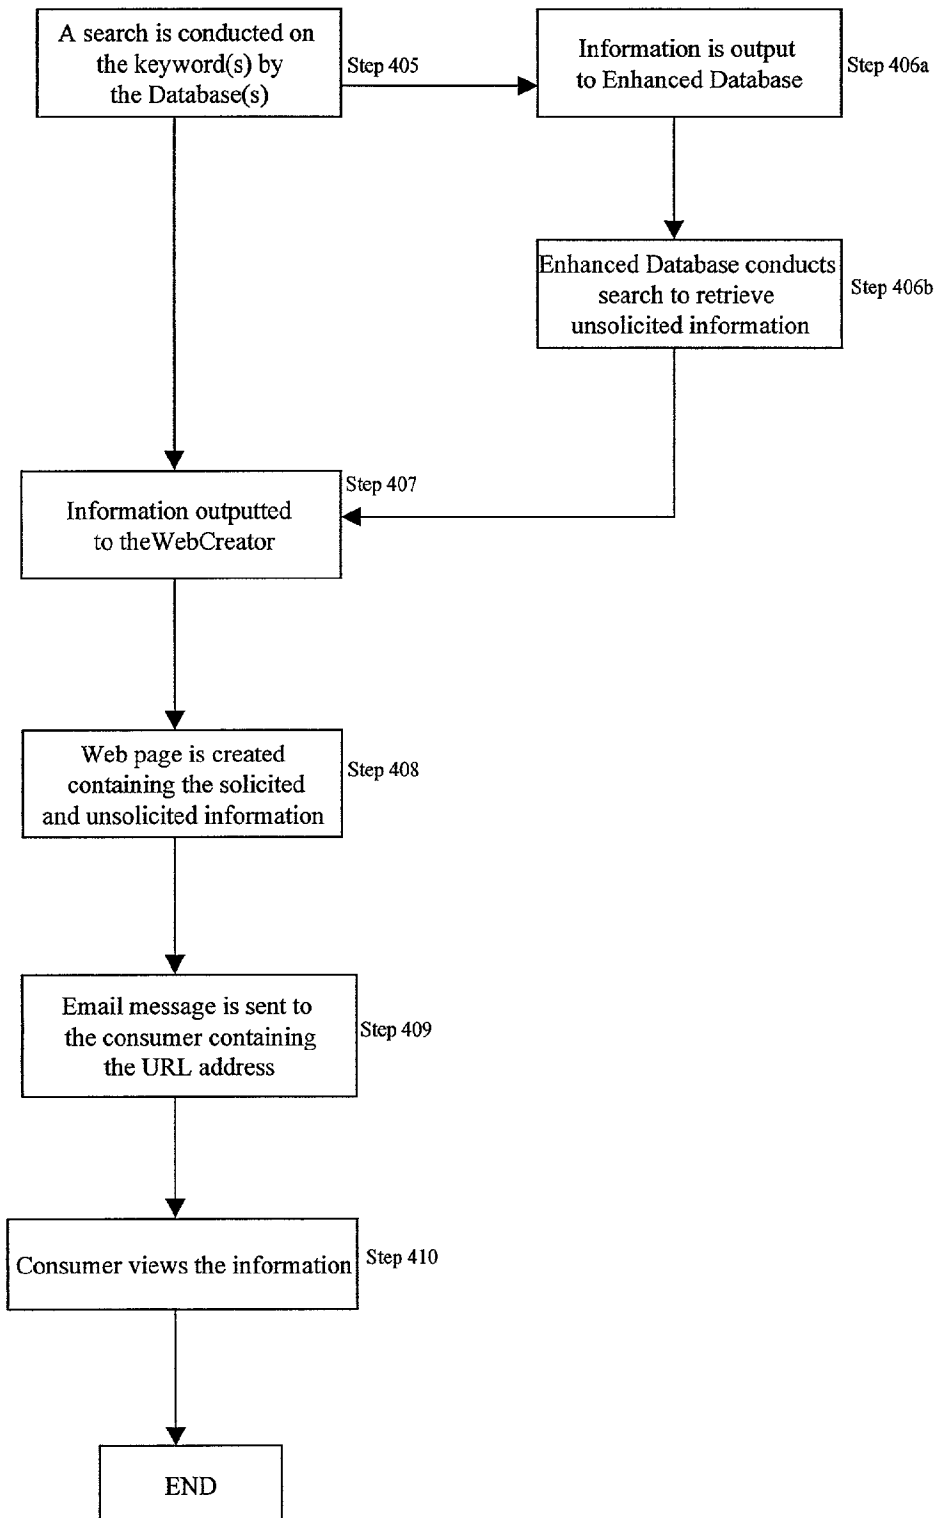 A search is conducted on
the keyword(s) by
the Database(s)
Step 405
Information is output
to Enhanced Database
Step 406a
Enhanced Database conducts
search to retrieve
unsolicited information
Step 406b
Information outputted
to theWebCreator
Step 407
Web page is created
containing the solicited
and unsolicited information
Step 408
Email message is sent to
the consumer containing
the URL address
Step 409
Consumer views the information
Step 410
END